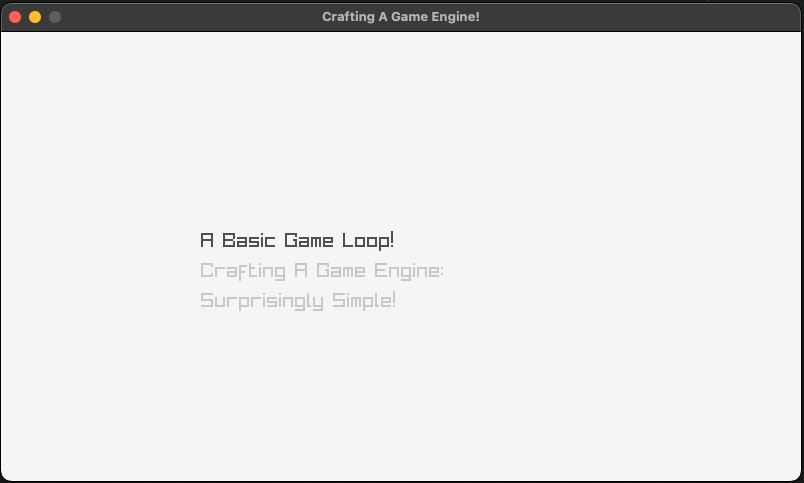 Crafting A Game Engine!
A Basic Game Loop!
Crafting A Game Engine:
Surprisingly Simple!